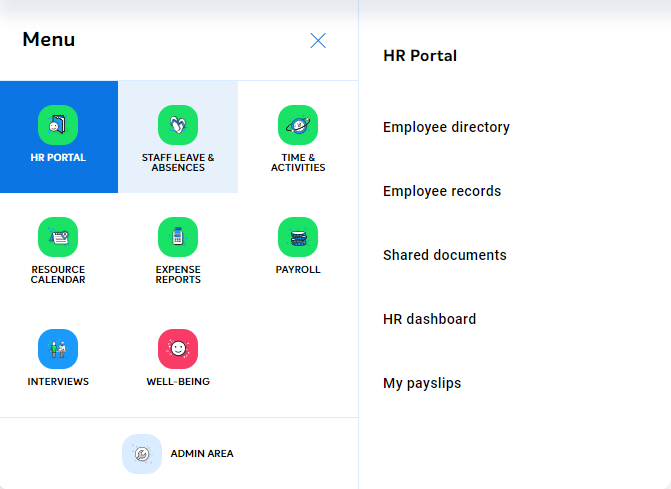 Menu
HR PORTAL
STAFF LEAVE &
ABSENCES
TIME &
ACTIVITIES
RESOURCE
CALENDAR
EXPENSE
REPORTS
PAYROLL
INTERVIEWS
WELL-BEING
ADMIN AREA
HR Portal
Employee directory
Employee records
Shared documents
HR dashboard
My payslips